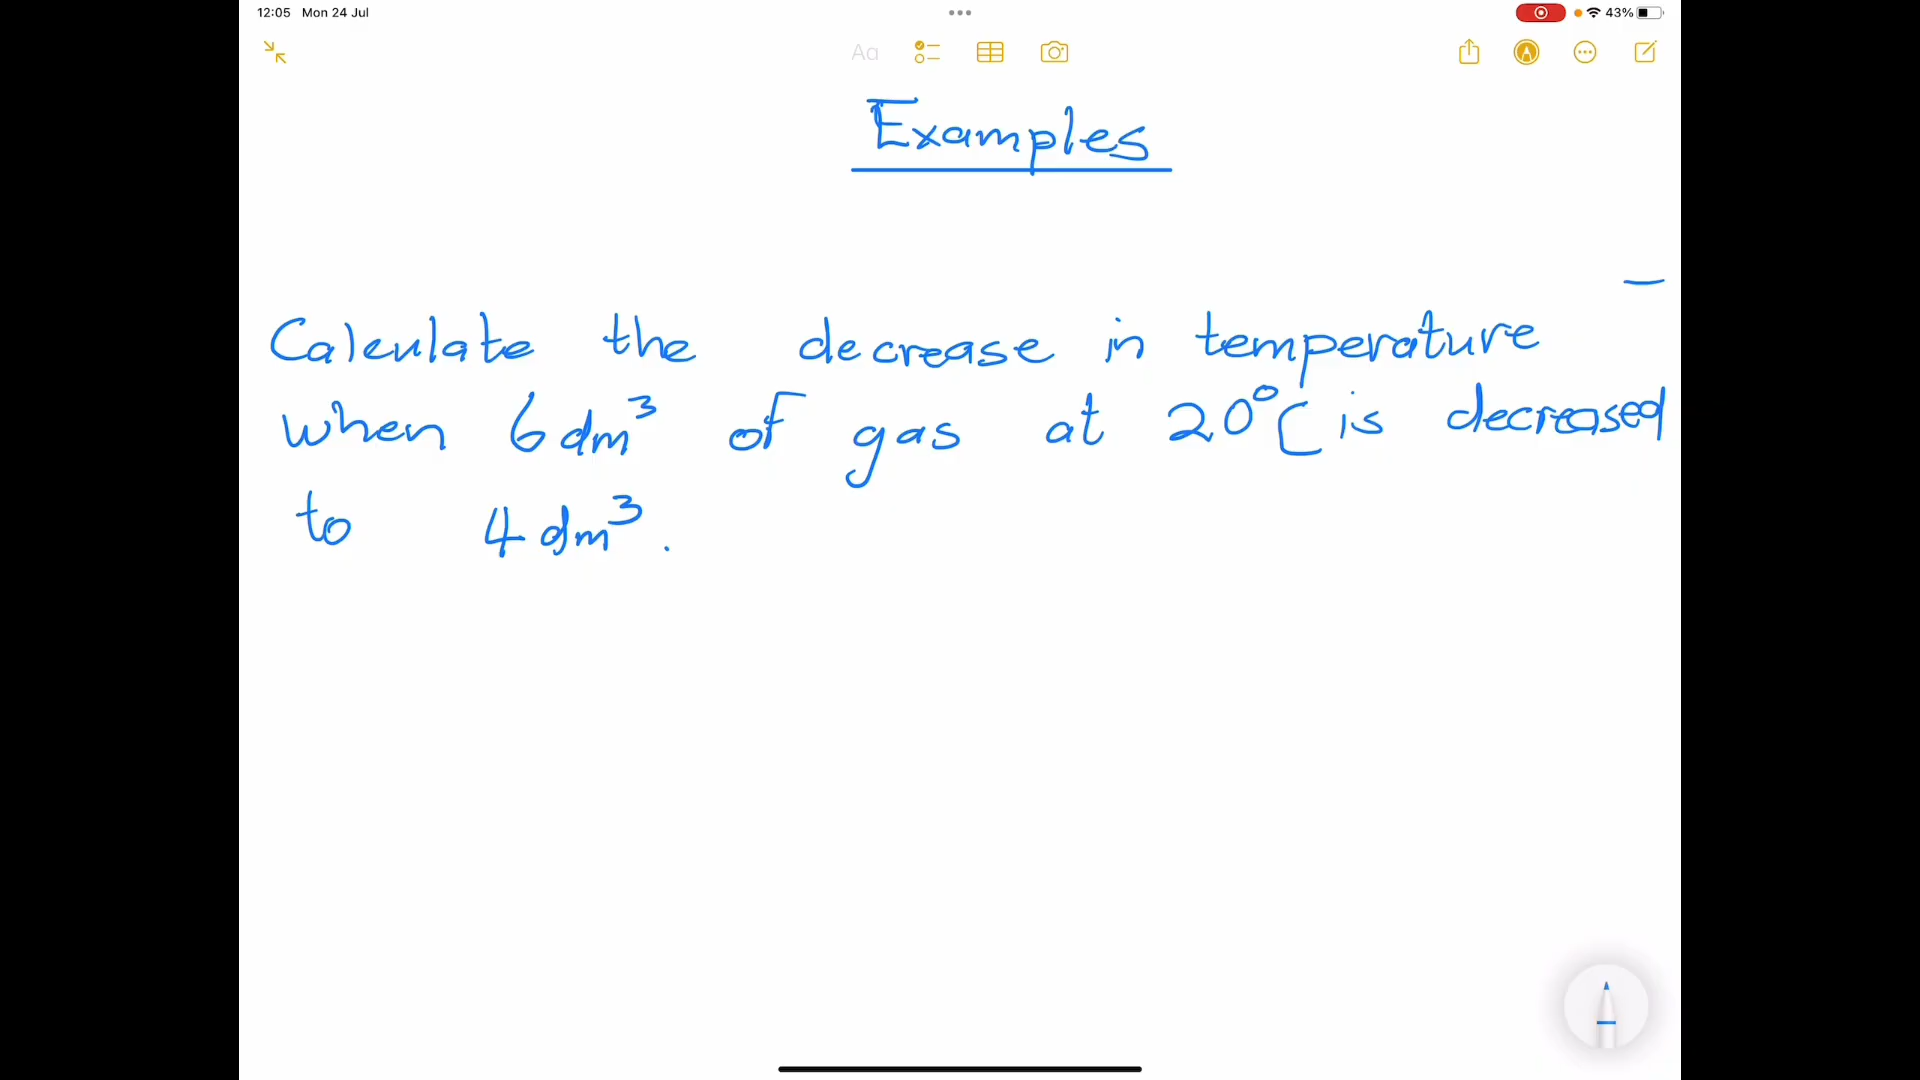 12:05 Mon 24 Jul
43%
Aa
Examples
Calculate the decrease in temperature
when 6 dm³ of gas at 20°C is decreased
to 4 dm³.